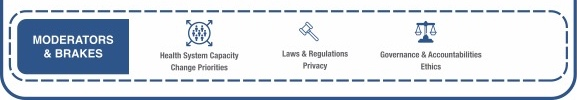 MODERATORS
& BRAKES
Health System Capacity
Change Priorities
Laws & Regulations
Privacy
Governance & Accountabilities
Ethics